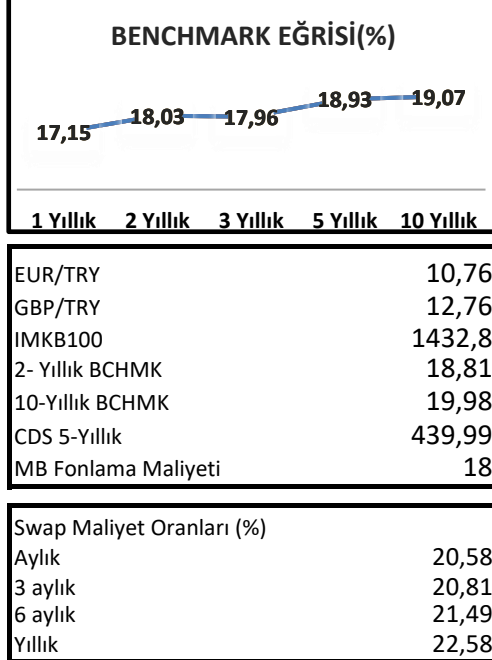 BENCHMARK EĞRİSİ(%)
17,15 18,03 17,96 18,93 19,07
1 Yıllık 2 Yıllık 3 Yıllık 5 Yıllık 10 Yıllık
EUR/TRY 10,76
GBP/TRY 12,76
IMKB100 1432,8
2- Yıllık BCHMK 18,81
10-Yıllık BCHMK 19,98
CDS 5-Yıllık 439,99
MB Fonlama Maliyeti 18
Swap Maliyet Oranları (%)
Aylık 20,58
3 aylık 20,81
6 aylık 21,49
Yıllık 22,58